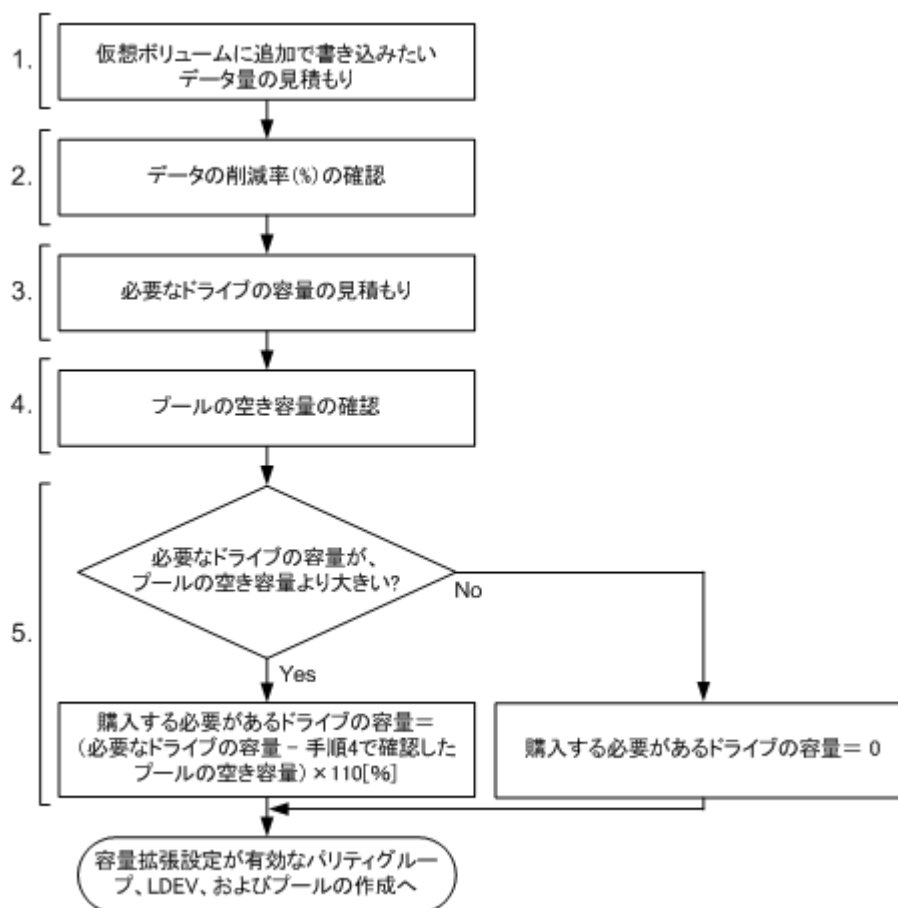 1.
仮想ボリュームに追加で書き込みたい
データ量の見積もり
2.
データの削減率(%)の確認
3.
必要なドライブの容量の見積もり
4.
プールの空き容量の確認
5.
必要なドライブの容量が、
プールの空き容量より大きい?
No
Yes
購入する必要があるドライブの容量=
(必要なドライブの容量 − 手順4で確認した
プールの空き容量)×110[%]
購入する必要があるドライブの容量= 0
容量拡張設定が有効なパリティグルー
プ、LDEV、およびプールの作成へ